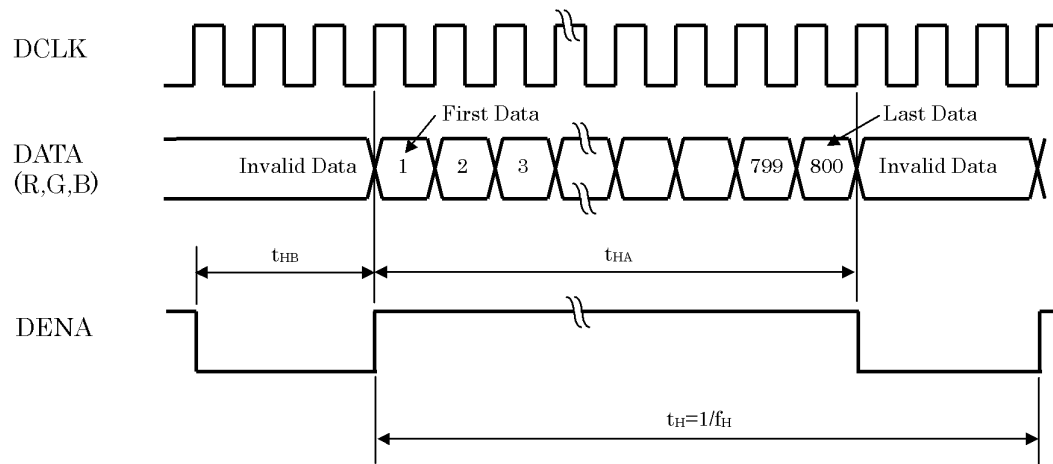 DCLK
First Data
Last Data
DATA
(R,G,B)
Invalid Data 1 2 3 799 800 Invalid Data
tHB tHA
DENA
tH=1/fH